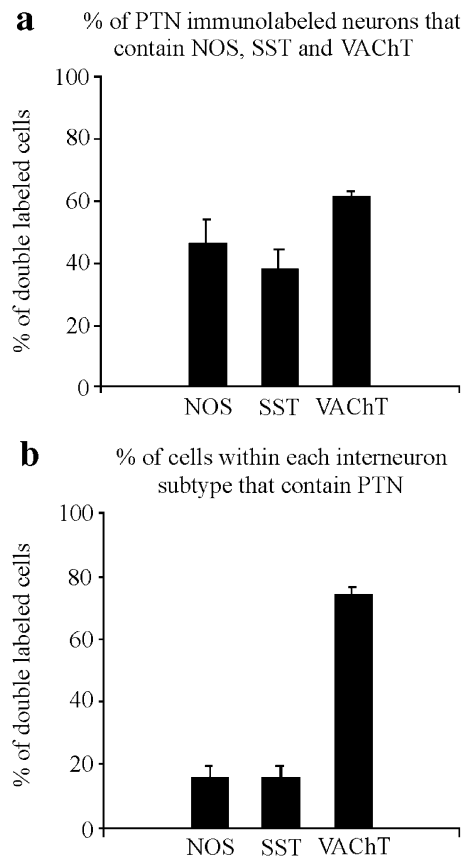 a
% of PTN immunolabeled neurons that
contain NOS, SST and VAChT
% of double labeled cells
100
80
60
40
20
0
NOS SST VAChT
b
% of cells within each interneuron
subtype that contain PTN
% of double labeled cells
100
80
60
40
20
0
NOS SST VAChT